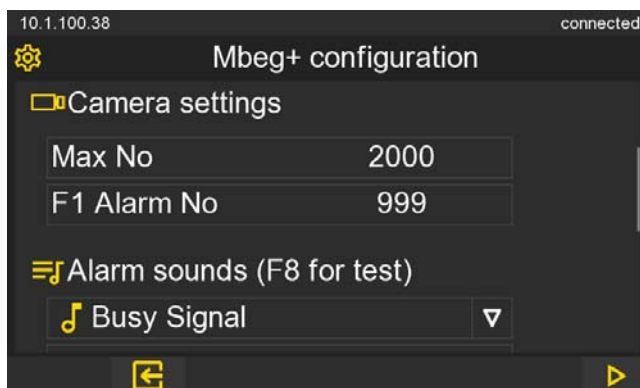 10.1.100.38 connected
Mbeg+ configuration
Camera settings
Max No 2000
F1 Alarm No 999
Alarm sounds (F8 for test)
Busy Signal